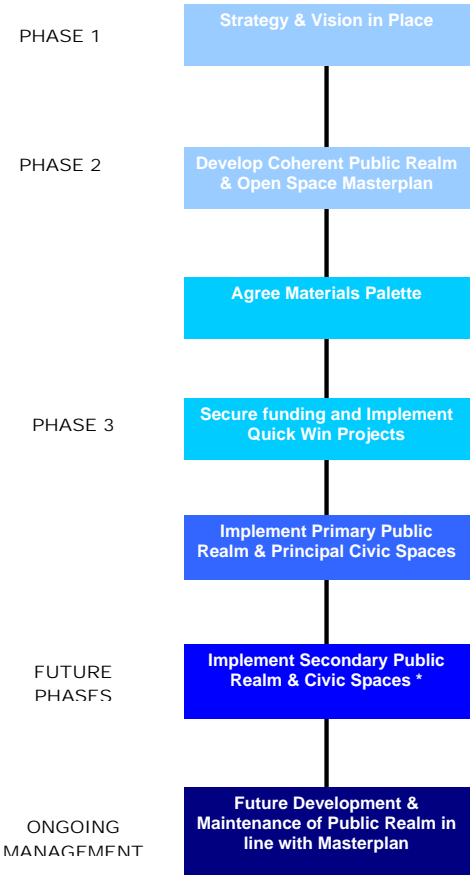 PHASE 1
Strategy & Vision in Place
PHASE 2
Develop Coherent Public Realm
& Open Space Masterplan
Agree Materials Palette
PHASE 3
Secure funding and Implement
Quick Win Projects
Implement Primary Public
Realm & Principal Civic Spaces
FUTURE
PHASES
Implement Secondary Public
Realm & Civic Spaces *
ONGOING
MANAGEMENT
Future Development &
Maintenance of Public Realm in
line with Masterplan